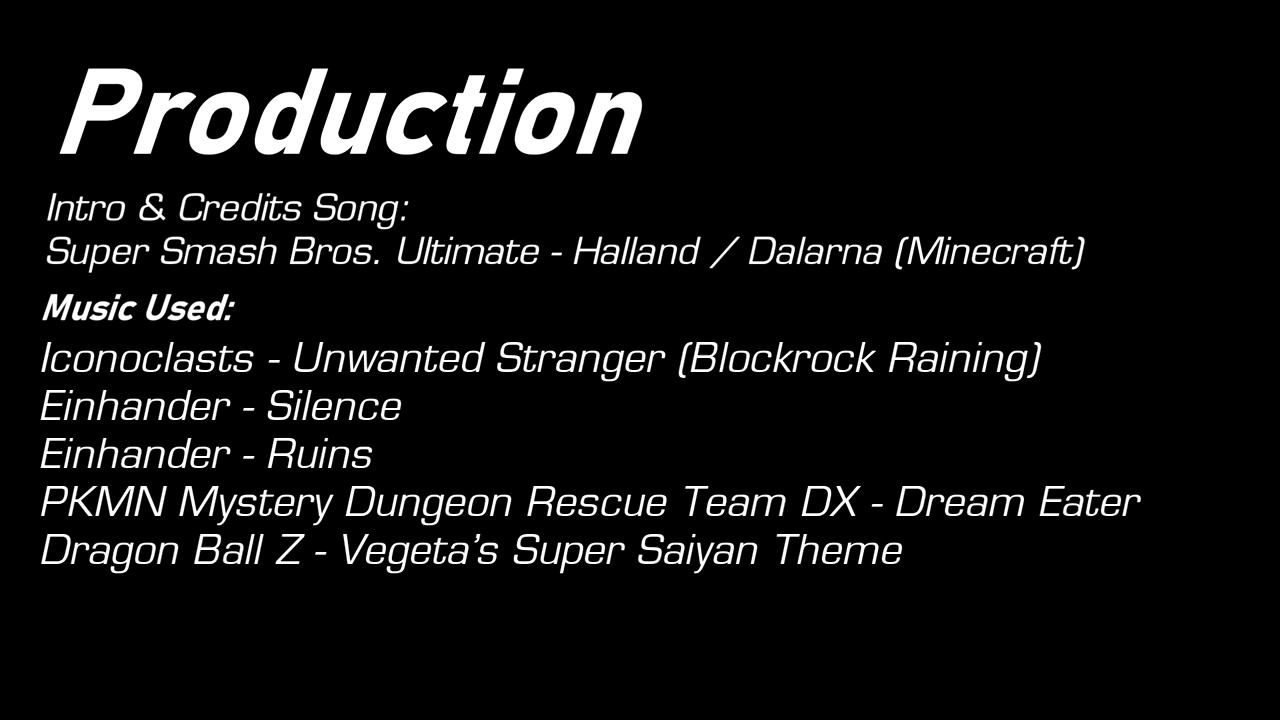 Production
Intro & Credits Song:
Super Smash Bros. Ultimate - Halland / Dalarna (Minecraft)
Music Used:
Iconoclasts - Unwanted Stranger (Blockrock Raining)
Einhander - Silence
Einhander - Ruins
PKMN Mystery Dungeon Rescue Team DX - Dream Eater
Dragon Ball Z - Vegeta’s Super Saiyan Theme